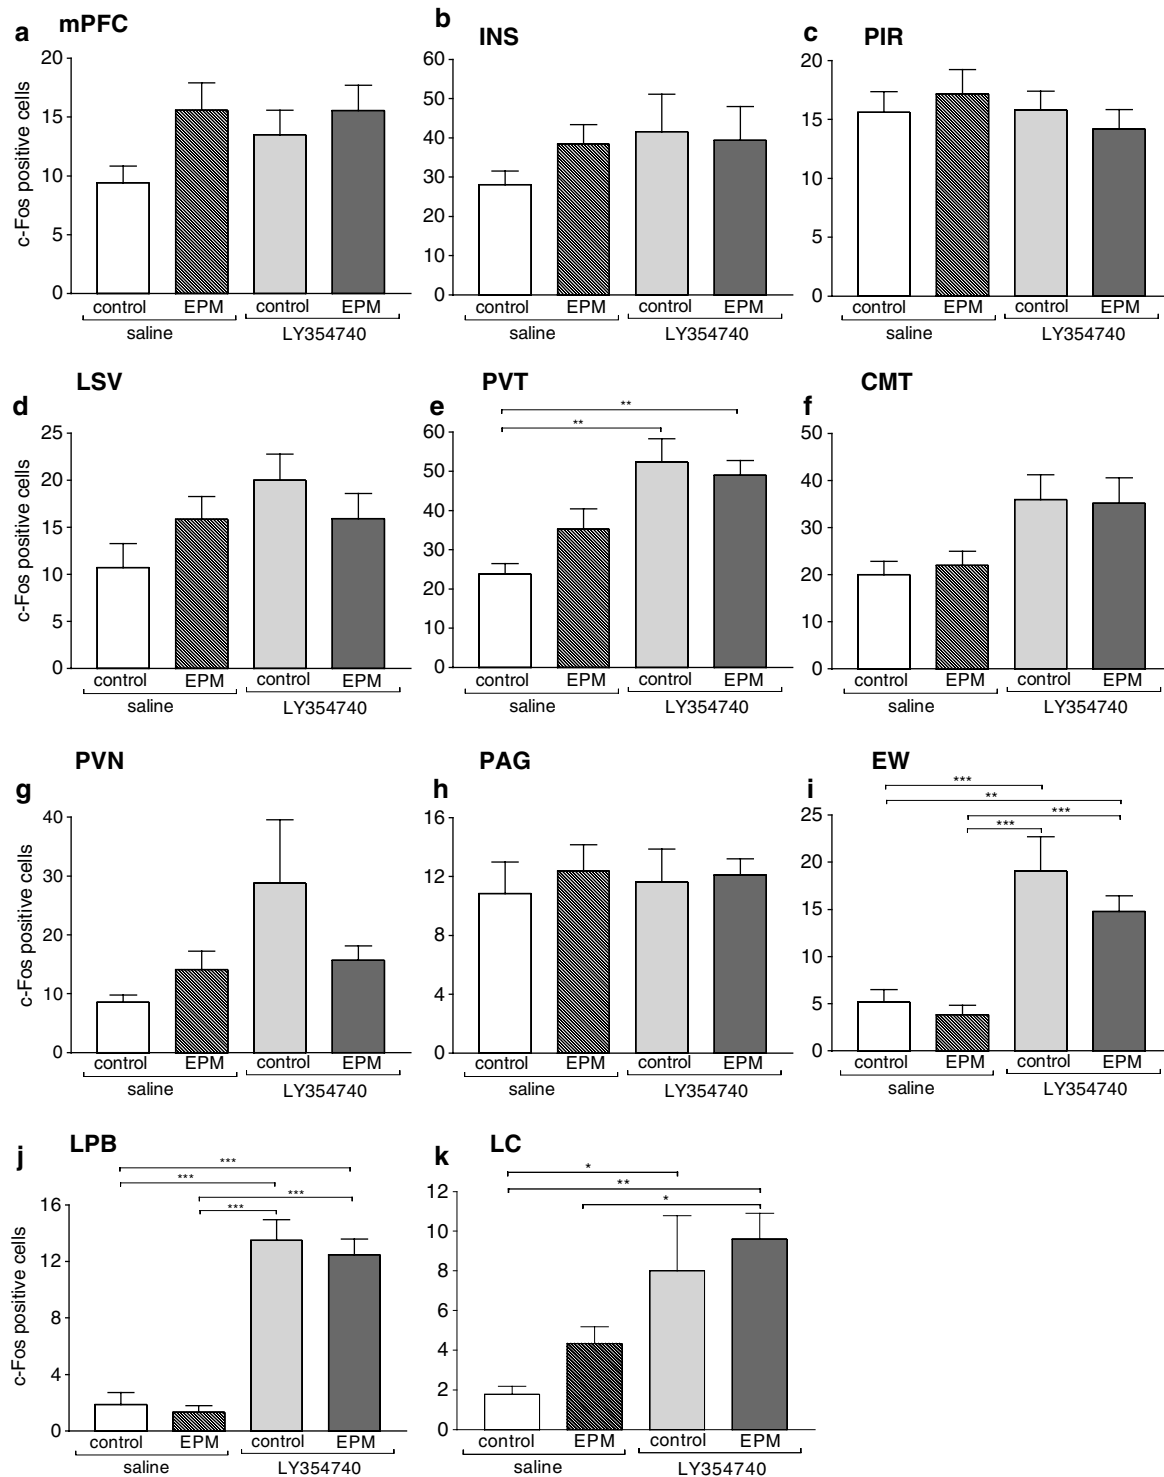 a mPFC
c-Fos positive cells
20
15
10
5
0
control EPM control EPM
saline LY354740
b INS
60
50
40
30
20
10
0
control EPM control EPM
saline LY354740
c PIR
20
15
10
5
0
control EPM control EPM
saline LY354740
d LSV
c-Fos positive cells
25
20
15
10
5
0
control EPM control EPM
saline LY354740
e PVT
**
**
60
50
40
30
20
10
0
control EPM control EPM
saline LY354740
f CMT
50
40
30
20
10
0
control EPM control EPM
saline LY354740
g PVN
c-Fos positive cells
40
30
20
10
0
control EPM control EPM
saline LY354740
h PAG
16
12
8
4
0
control EPM control EPM
saline LY354740
i EW
***
**
***
***
25
20
15
10
5
0
control EPM control EPM
saline LY354740
j LPB
***
***
***
***
c-Fos positive cells
16
12
8
4
0
control EPM control EPM
saline LY354740
k LC
*
**
*
12
10
8
6
4
2
0
control EPM control EPM
saline LY354740